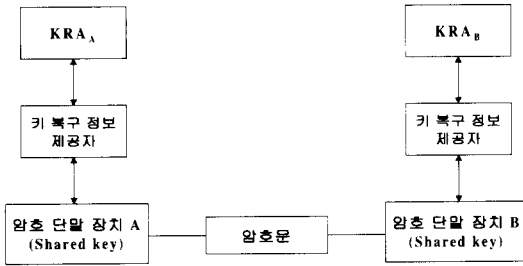 KRA_A
키 복구 정보
제공자
암호 단말 장치 A
(Shared key)
암호문
KRA_B
키 복구 정보
제공자
암호 단말 장치 B
(Shared key)